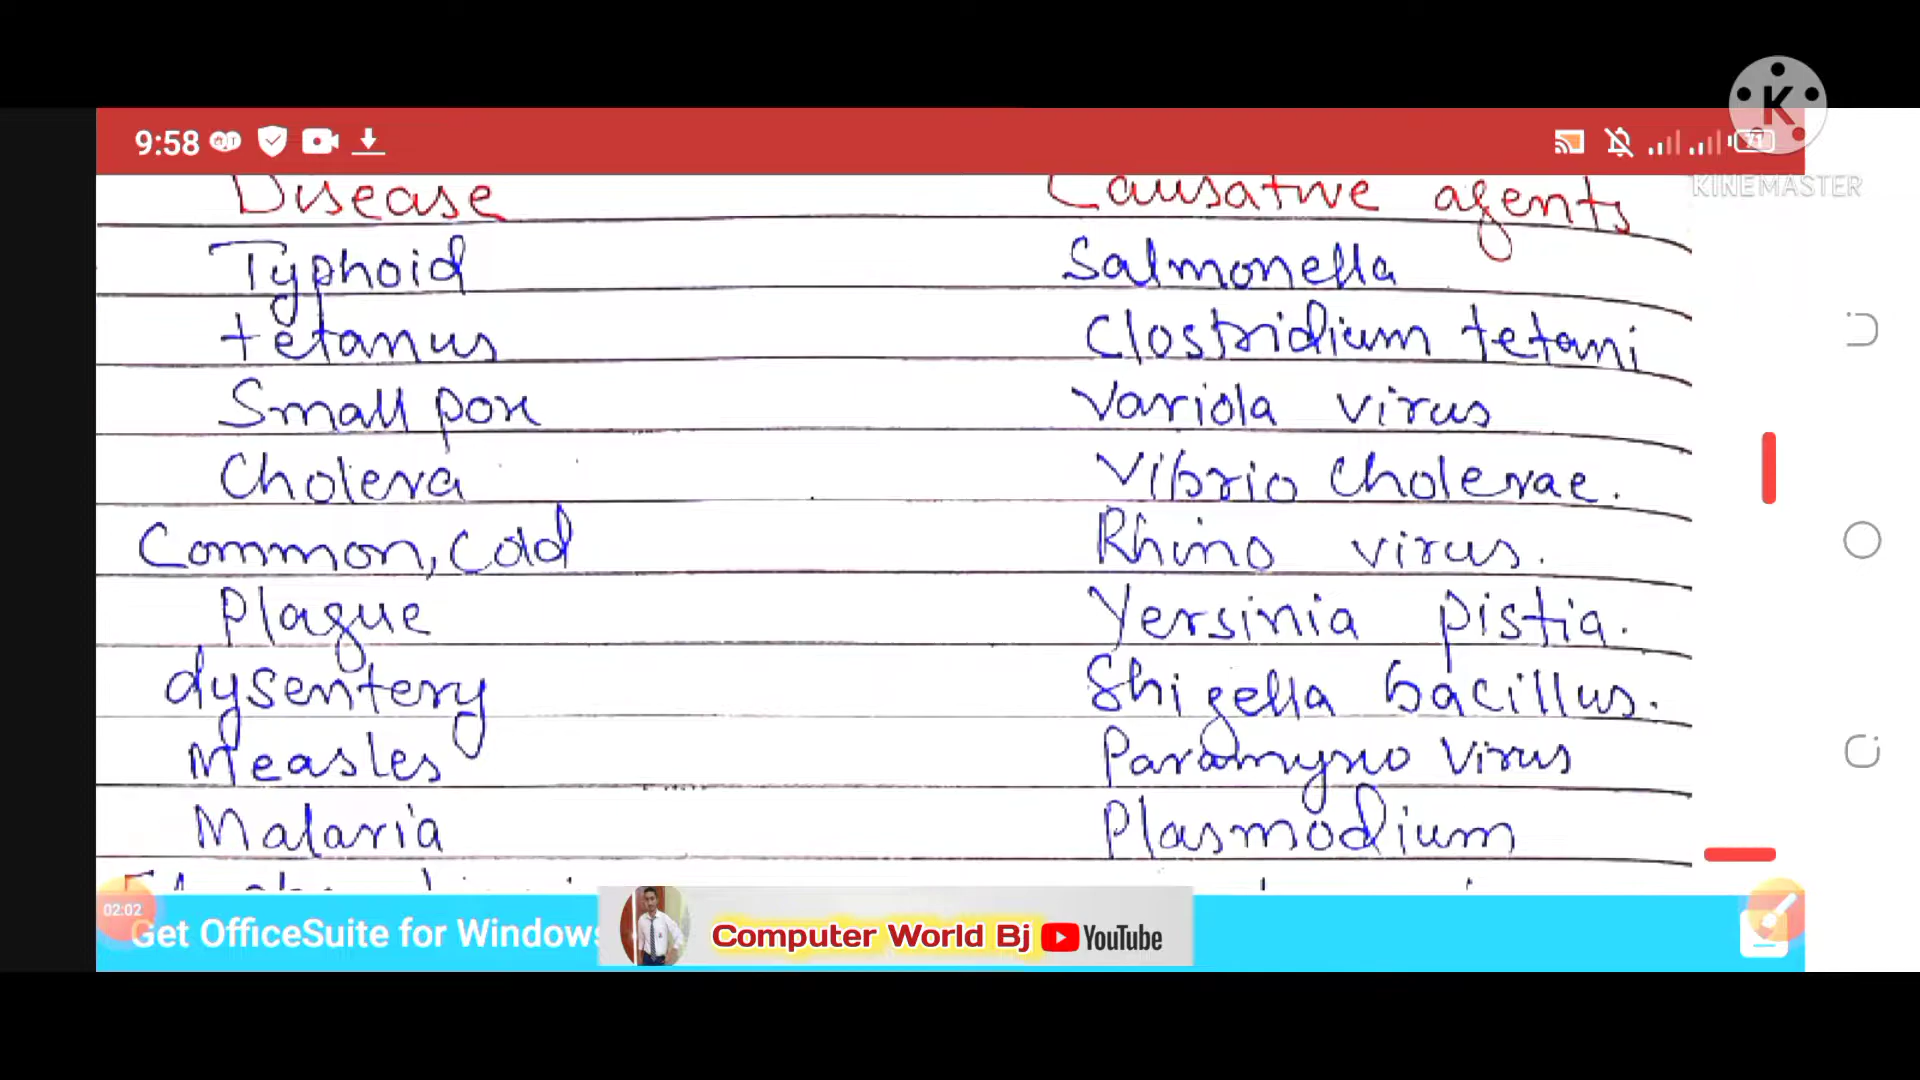 9:58 71
KINEMASTER
Disease Causative agents
Typhoid Salmonella
tetanus Clostridium tetani
Small pox Variola virus
Cholera Vibrio Cholerae.
Common, Cold Rhino virus.
Plague Yersinia pistia.
dysentery Shigella bacillus.
Measles Paramyxo Virus
Malaria Plasmodium
02:02
Get OfficeSuite for Windows
Computer World Bj YouTube